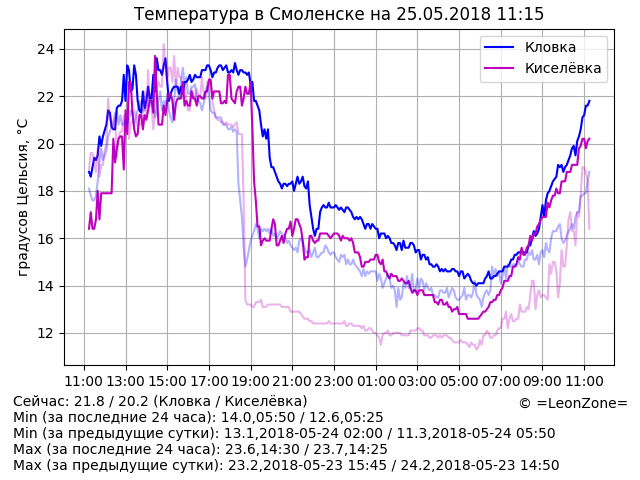 Температура в Смоленске на 25.05.2018 11:15
Кловка
Киселёвка
градусов Цельсия, °C
24
22
20
18
16
14
12
11:00 13:00 15:00 17:00 19:00 21:00 23:00 01:00 03:00 05:00 07:00 09:00 11:00
Сейчас: 21.8 / 20.2 (Кловка / Киселёвка)
© =LeonZone=
Min (за последние 24 часа): 14.0,05:50 / 12.6,05:25
Min (за предыдущие сутки): 13.1,2018-05-24 02:00 / 11.3,2018-05-24 05:50
Max (за последние 24 часа): 23.6,14:30 / 23.7,14:25
Max (за предыдущие сутки): 23.2,2018-05-23 15:45 / 24.2,2018-05-23 14:50